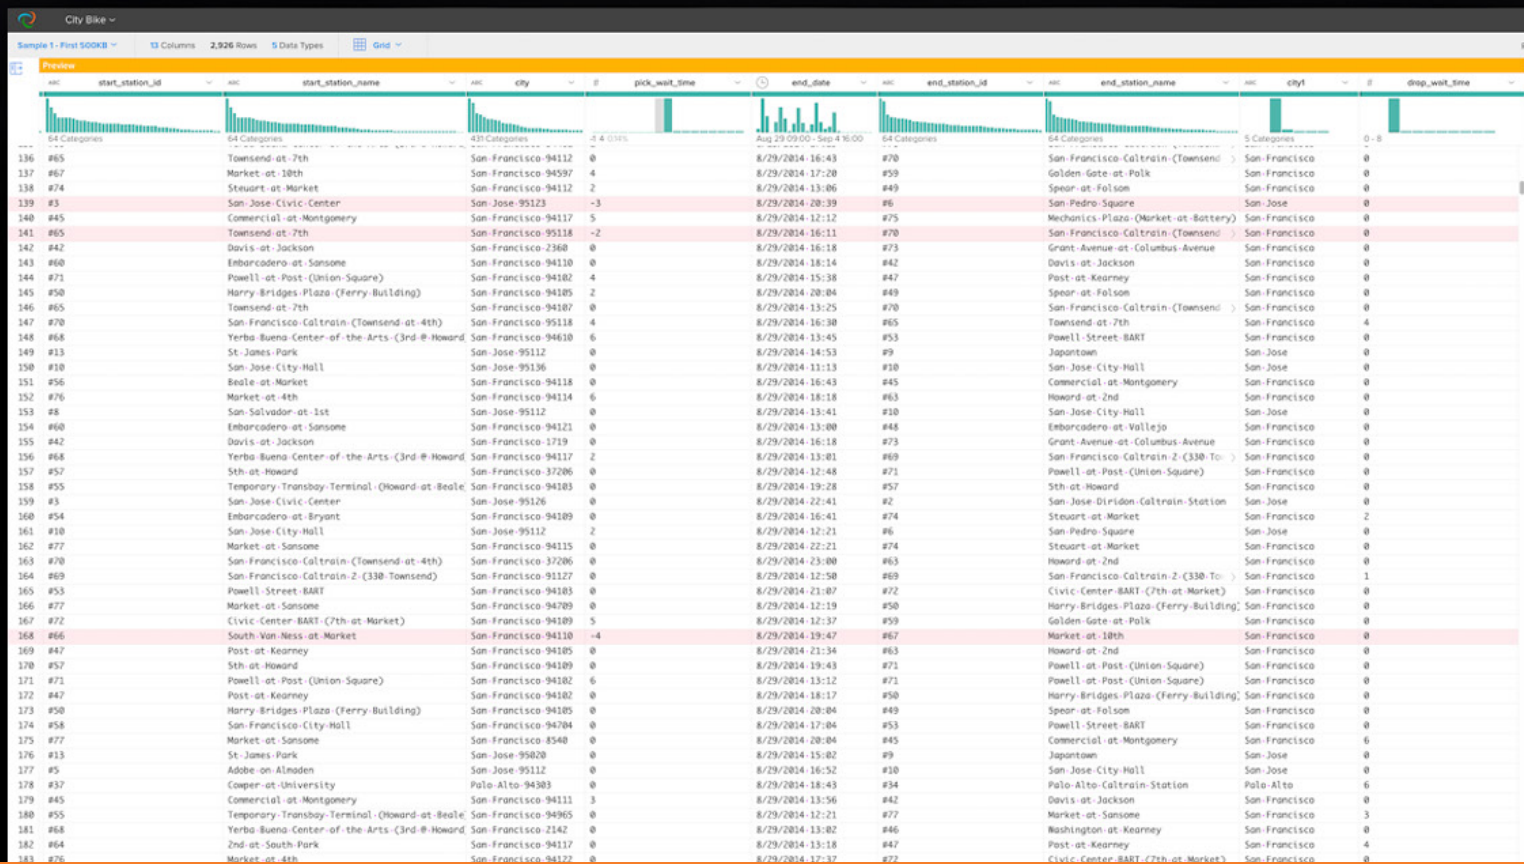 City Bike
Sample 1 - First 500KB 13 Columns 2,926 Rows 5 Data Types Grid
Preview
ABC start_station_id ABC start_station_name ABC city # pick_wait_time end_date ABC end_station_id ABC end_station_name ABC city1 # drop_wait_time
64 Categories 64 Categories 431 Categories Aug 29 09:00 - Sep 4 16:00 64 Categories 64 Categories 5 Categories 0 - 8
136 #65 Townsend·at·7th San·Francisco·94112 0 8/29/2014·16:43 #70 San·Francisco·Caltrain·(Townsend San·Francisco 0
137 #67 Market·at·10th San·Francisco·94597 4 8/29/2014·17:20 #59 Golden·Gate·at·Polk San·Francisco 0
138 #74 Steuart·at·Market San·Francisco·94112 2 8/29/2014·13:06 #49 Spear·at·Folsom San·Francisco 0
139 #3 San·Jose·Civic·Center San·Jose·95123 -3 8/29/2014·20:39 #6 San·Pedro·Square San·Jose 0
140 #45 Commercial·at·Montgomery San·Francisco·94117 5 8/29/2014·12:12 #75 Mechanics·Plaza·(Market·at·Battery) San·Francisco 0
141 #65 Townsend·at·7th San·Francisco·95118 -2 8/29/2014·16:11 #70 San·Francisco·Caltrain·(Townsend San·Francisco 0
142 #42 Davis·at·Jackson San·Francisco·2360 0 8/29/2014·16:18 #73 Grant·Avenue·at·Columbus·Avenue San·Francisco 0
143 #60 Embarcadero·at·Sansome San·Francisco·94110 0 8/29/2014·18:14 #42 Davis·at·Jackson San·Francisco 0
144 #71 Powell·at·Post·(Union·Square) San·Francisco·94102 4 8/29/2014·15:38 #47 Post·at·Kearney San·Francisco 0
145 #50 Harry·Bridges·Plaza·(Ferry·Building) San·Francisco·94105 2 8/29/2014·20:04 #49 Spear·at·Folsom San·Francisco 0
146 #65 Townsend·at·7th San·Francisco·94107 0 8/29/2014·13:25 #70 San·Francisco·Caltrain·(Townsend San·Francisco 0
147 #70 San·Francisco·Caltrain·(Townsend·at·4th) San·Francisco·95118 4 8/29/2014·16:30 #65 Townsend·at·7th San·Francisco 4
148 #68 Yerba·Buena·Center·of·the·Arts·(3rd·@·Howard San·Francisco·94610 6 8/29/2014·13:45 #53 Powell·Street·BART San·Francisco 0
149 #13 St·James·Park San·Jose·95112 0 8/29/2014·14:53 #9 Japantown San·Jose 0
150 #10 San·Jose·City·Hall San·Jose·95136 0 8/29/2014·11:13 #10 San·Jose·City·Hall San·Jose 0
151 #56 Beale·at·Market San·Francisco·94118 0 8/29/2014·16:43 #45 Commercial·at·Montgomery San·Francisco 0
152 #76 Market·at·4th San·Francisco·94114 6 8/29/2014·18:18 #63 Howard·at·2nd San·Francisco 0
153 #8 San·Salvador·at·1st San·Jose·95112 0 8/29/2014·13:41 #10 San·Jose·City·Hall San·Jose 0
154 #60 Embarcadero·at·Sansome San·Francisco·94121 0 8/29/2014·13:00 #48 Embarcadero·at·Vallejo San·Francisco 0
155 #42 Davis·at·Jackson San·Francisco·1719 0 8/29/2014·16:18 #73 Grant·Avenue·at·Columbus·Avenue San·Francisco 0
156 #68 Yerba·Buena·Center·of·the·Arts·(3rd·@·Howard San·Francisco·94117 2 8/29/2014·13:01 #69 San·Francisco·Caltrain·2·(330·To San·Francisco 0
157 #57 5th·at·Howard San·Francisco·37206 0 8/29/2014·12:48 #71 Powell·at·Post·(Union·Square) San·Francisco 0
158 #55 Temporary·Transbay·Terminal·(Howard·at·Beale San·Francisco·94103 0 8/29/2014·19:28 #57 5th·at·Howard San·Francisco 0
159 #3 San·Jose·Civic·Center San·Jose·95126 0 8/29/2014·22:41 #2 San·Jose·Diridon·Caltrain·Station San·Jose 0
160 #54 Embarcadero·at·Bryant San·Francisco·94109 0 8/29/2014·16:41 #74 Steuart·at·Market San·Francisco 2
161 #10 San·Jose·City·Hall San·Jose·95112 2 8/29/2014·12:21 #6 San·Pedro·Square San·Jose 0
162 #77 Market·at·Sansome San·Francisco·94115 0 8/29/2014·22:21 #74 Steuart·at·Market San·Francisco 0
163 #70 San·Francisco·Caltrain·(Townsend·at·4th) San·Francisco·37206 0 8/29/2014·23:00 #63 Howard·at·2nd San·Francisco 0
164 #69 San·Francisco·Caltrain·2·(330·Townsend) San·Francisco·91127 0 8/29/2014·12:50 #69 San·Francisco·Caltrain·2·(330·To San·Francisco 1
165 #53 Powell·Street·BART San·Francisco·94103 0 8/29/2014·21:07 #72 Civic·Center·BART·(7th·at·Market) San·Francisco 0
166 #77 Market·at·Sansome San·Francisco·94709 0 8/29/2014·12:19 #50 Harry·Bridges·Plaza·(Ferry·Building) San·Francisco 0
167 #72 Civic·Center·BART·(7th·at·Market) San·Francisco·94109 5 8/29/2014·12:37 #59 Golden·Gate·at·Polk San·Francisco 0
168 #66 South·Van·Ness·at·Market San·Francisco·94110 -4 8/29/2014·19:47 #67 Market·at·10th San·Francisco 0
169 #47 Post·at·Kearney San·Francisco·94105 0 8/29/2014·21:34 #63 Howard·at·2nd San·Francisco 0
170 #57 5th·at·Howard San·Francisco·94109 0 8/29/2014·19:43 #71 Powell·at·Post·(Union·Square) San·Francisco 0
171 #71 Powell·at·Post·(Union·Square) San·Francisco·94102 6 8/29/2014·13:12 #71 Powell·at·Post·(Union·Square) San·Francisco 0
172 #47 Post·at·Kearney San·Francisco·94102 0 8/29/2014·18:17 #50 Harry·Bridges·Plaza·(Ferry·Building) San·Francisco 0
173 #50 Harry·Bridges·Plaza·(Ferry·Building) San·Francisco·94105 0 8/29/2014·20:04 #49 Spear·at·Folsom San·Francisco 0
174 #58 San·Francisco·City·Hall San·Francisco·94704 0 8/29/2014·17:04 #53 Powell·Street·BART San·Francisco 0
175 #77 Market·at·Sansome San·Francisco·8540 0 8/29/2014·20:04 #45 Commercial·at·Montgomery San·Francisco 6
176 #13 St·James·Park San·Jose·95020 0 8/29/2014·15:02 #9 Japantown San·Jose 0
177 #5 Adobe·on·Almaden San·Jose·95112 0 8/29/2014·16:52 #10 San·Jose·City·Hall San·Jose 0
178 #37 Cowper·at·University Palo·Alto·94303 0 8/29/2014·18:43 #34 Palo·Alto·Caltrain·Station Palo·Alto 6
179 #45 Commercial·at·Montgomery San·Francisco·94111 3 8/29/2014·13:56 #42 Davis·at·Jackson San·Francisco 0
180 #55 Temporary·Transbay·Terminal·(Howard·at·Beale San·Francisco·94965 0 8/29/2014·12:21 #77 Market·at·Sansome San·Francisco 3
181 #68 Yerba·Buena·Center·of·the·Arts·(3rd·@·Howard San·Francisco·2142 0 8/29/2014·13:02 #46 Washington·at·Kearney San·Francisco 0
182 #64 2nd·at·South·Park San·Francisco·94117 0 8/29/2014·13:18 #47 Post·at·Kearney San·Francisco 4
183 #76 Market·at·4th San·Francisco·94122 0 8/29/2014·17:37 #72 Civic·Center·BART·(7th·at·Market) San·Francisco 0